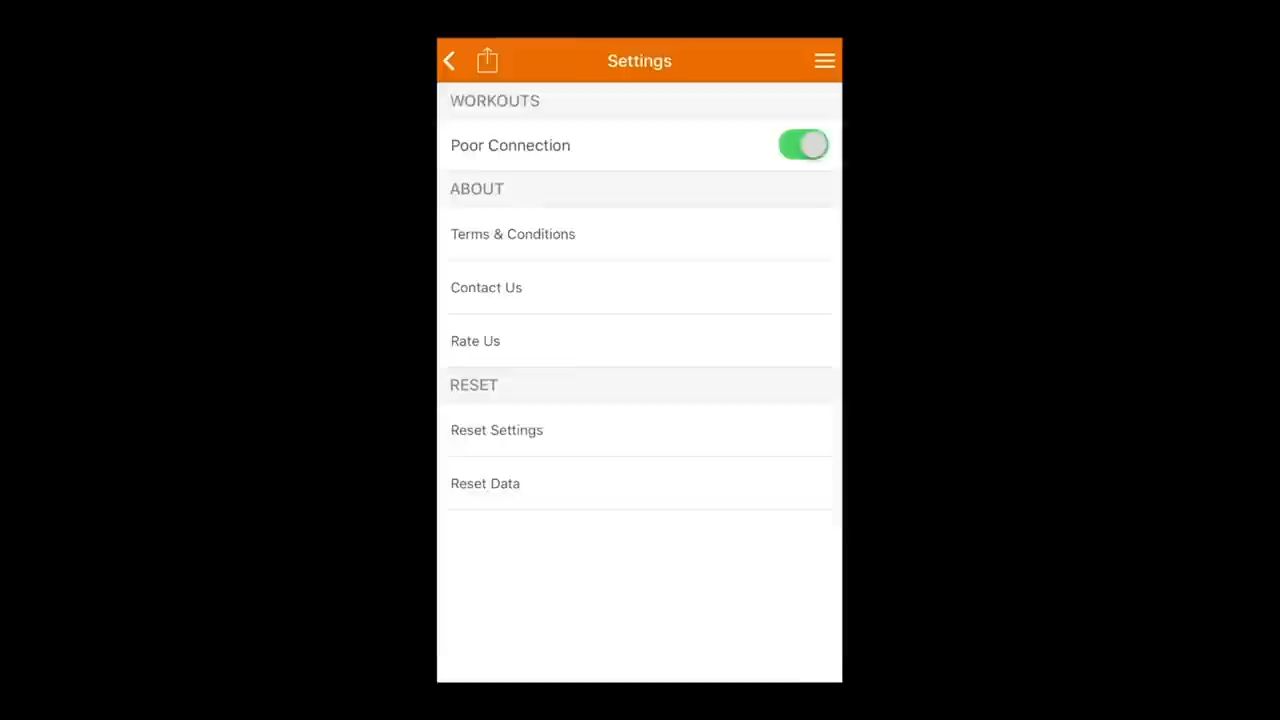 Settings
WORKOUTS
Poor Connection
ABOUT
Terms & Conditions
Contact Us
Rate Us
RESET
Reset Settings
Reset Data